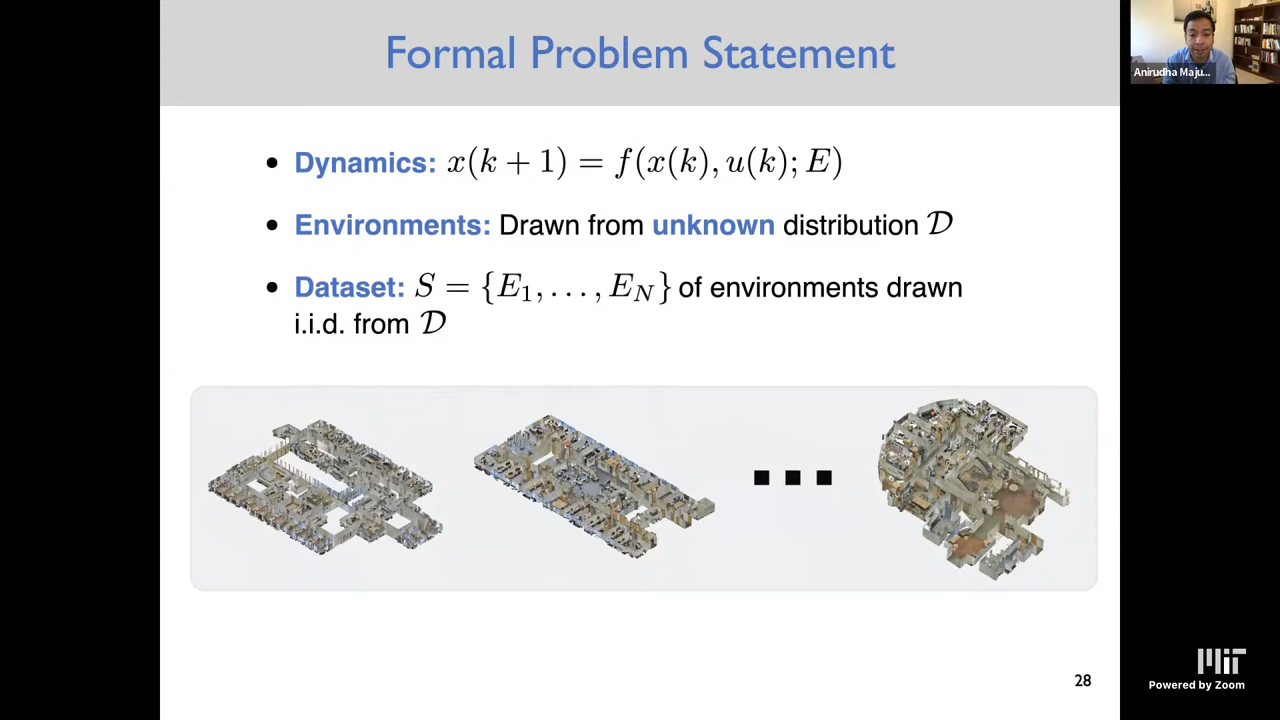 Formal Problem Statement
Anirudha Maju...
• Dynamics: x(k + 1) = f(x(k), u(k); E)
• Environments: Drawn from unknown distribution 𝒟
• Dataset: S = {E₁, . . . , E_N} of environments drawn
i.i.d. from 𝒟
28
MIT
Powered by Zoom